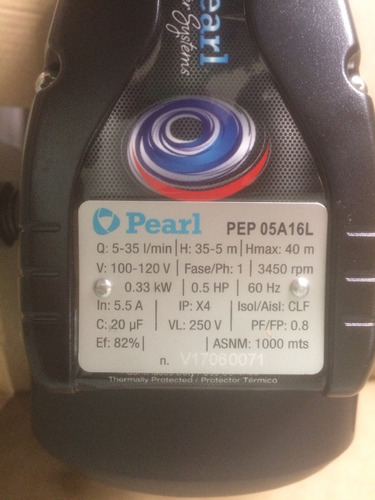 Pearl
Systems
Pearl PEP 05A16L
Q: 5-35 l/min H: 35-5 m Hmax: 40 m
V: 100-120 V Fase/Ph: 1 3450 rpm
0.33 kW 0.5 HP 60 Hz
In: 5.5 A IP: X4 Isol/Aisl: CLF
C: 20 µF VL: 250 V PF/FP: 0.8
Ef: 82% ASNM: 1000 mts
n. V17060071
Thermally Protected / Protector Térmico